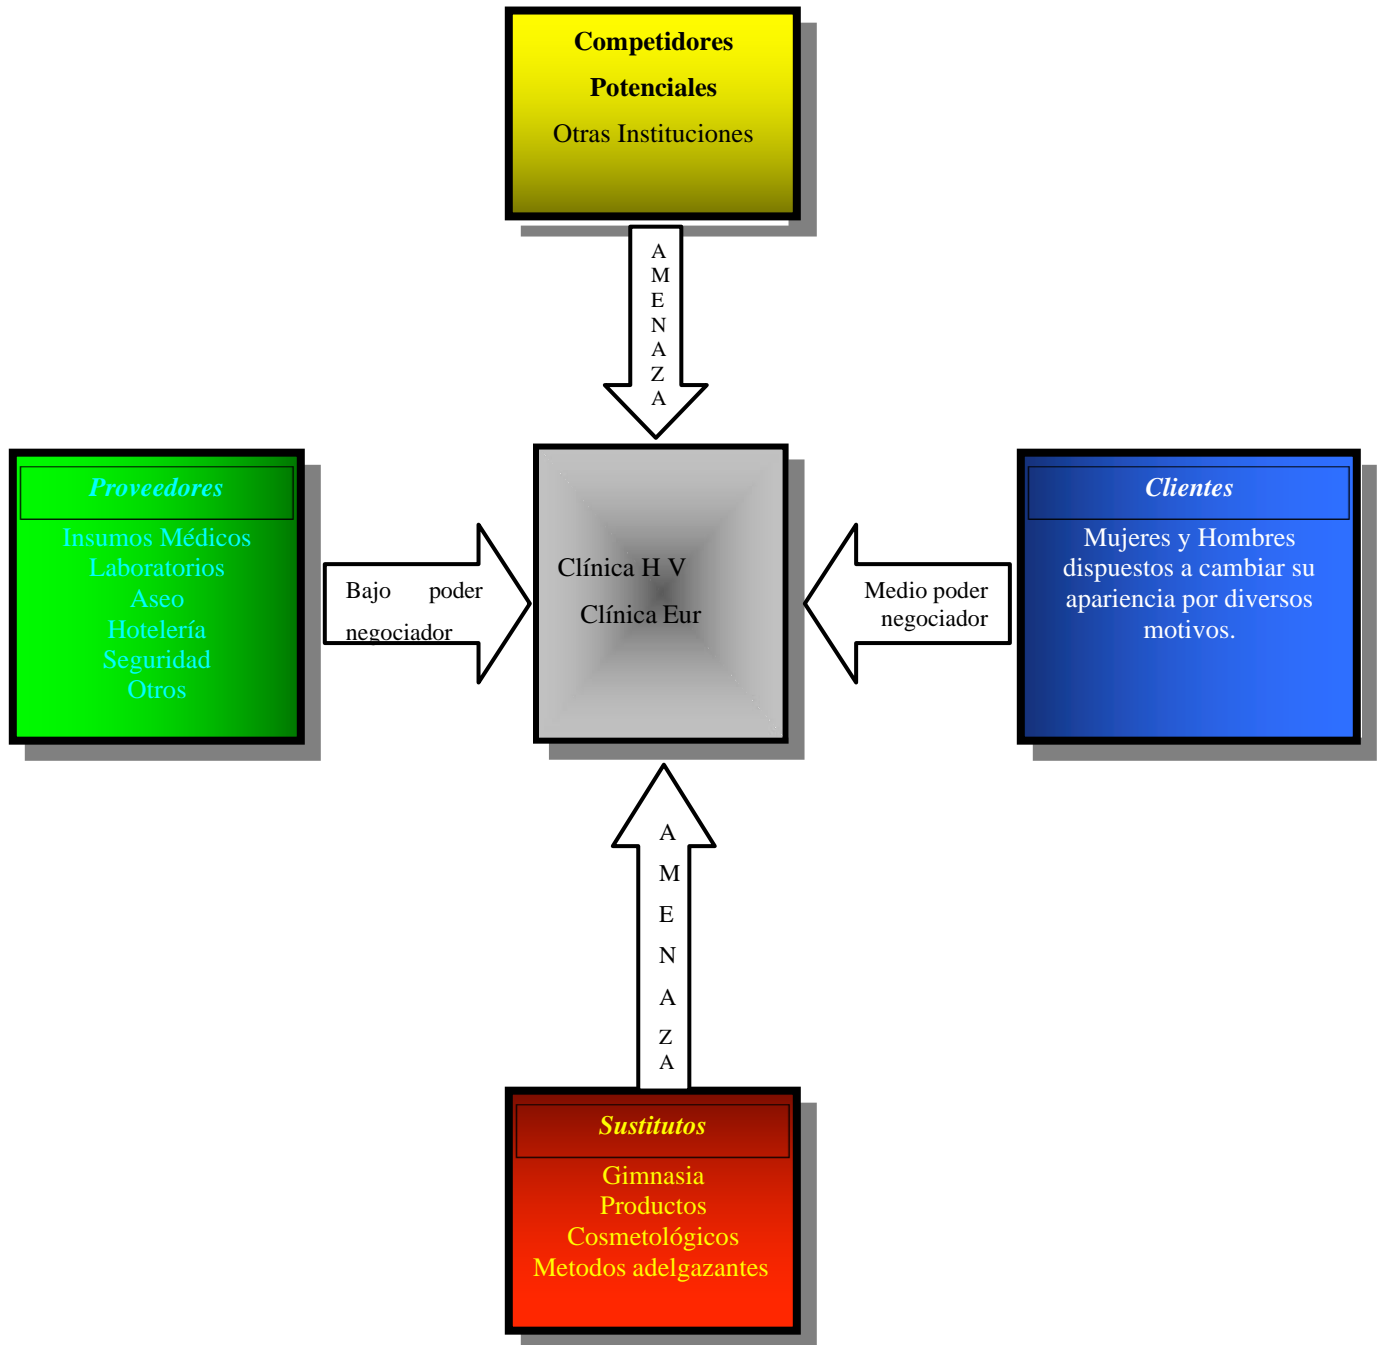 Competidores
Potenciales
Otras Instituciones
A
M
E
N
A
Z
A
Proveedores
Insumos Médicos
Laboratorios
Aseo
Hotelería
Seguridad
Otros
Bajo poder
negociador
Clínica H V
Clínica Eur
Medio poder
negociador
Clientes
Mujeres y Hombres
dispuestos a cambiar su
apariencia por diversos
motivos.
A
M
E
N
A
Z
A
Sustitutos
Gimnasia
Productos
Cosmetológicos
Metodos adelgazantes